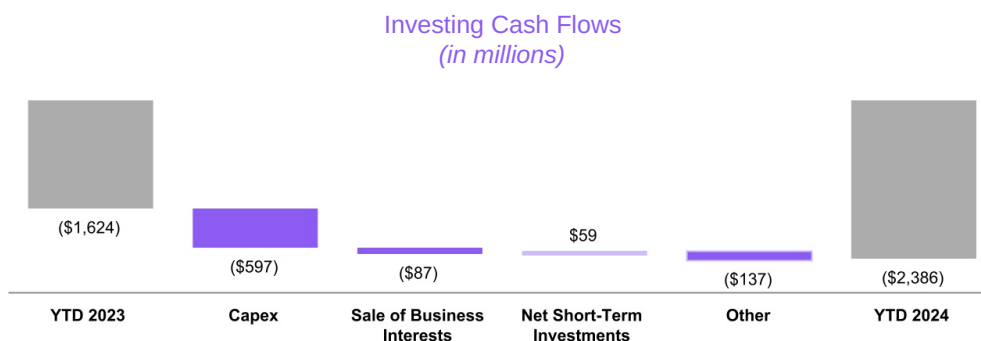 Investing Cash Flows
(in millions)
($1,624)
($597)
($87)
$59
($137)
($2,386)
YTD 2023
Capex
Sale of Business
Interests
Net Short-Term
Investments
Other
YTD 2024